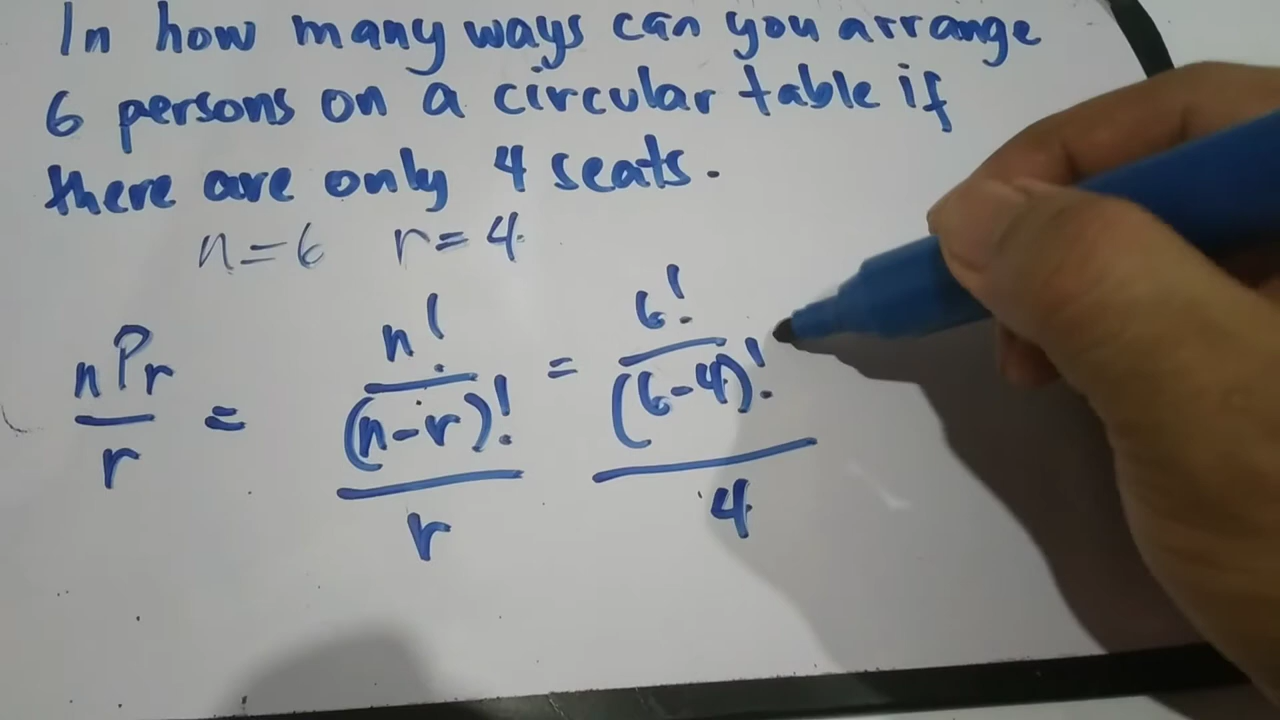 In how many ways can you arrange
6 persons on a circular table if
there are only 4 seats.
n=6 r=4
nPr/r = n!/(n-r)!/r = 6!/(6-4)!/4